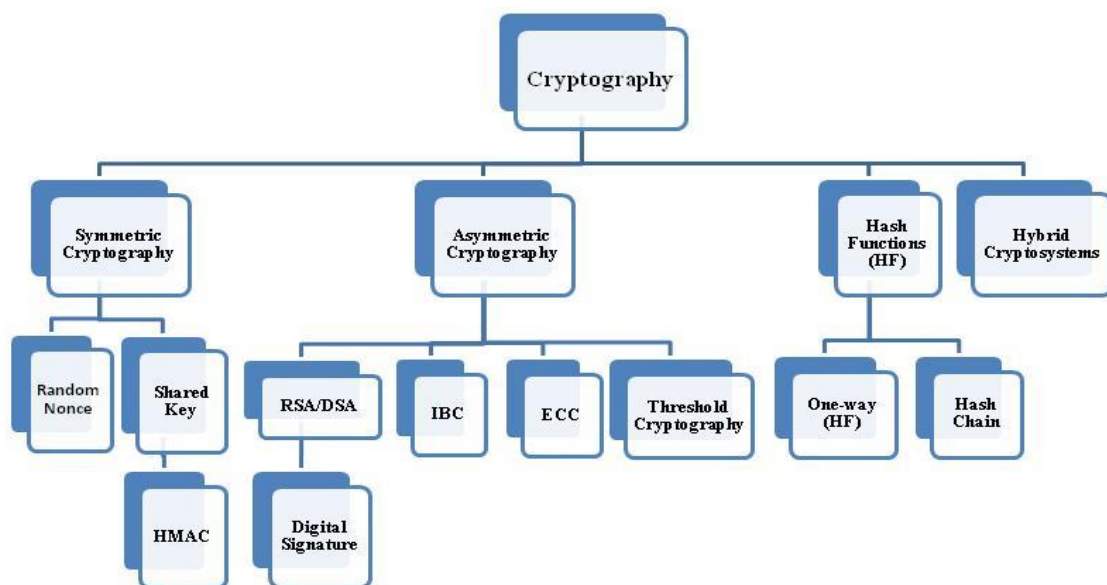 Cryptography
Symmetric
Cryptography
Asymmetric
Cryptography
Hash
Functions
(HF)
Hybrid
Cryptosystems
Random
Nonce
Shared
Key
RSA/DSA
IBC
ECC
Threshold
Cryptography
One-way
(HF)
Hash
Chain
HMAC
Digital
Signature